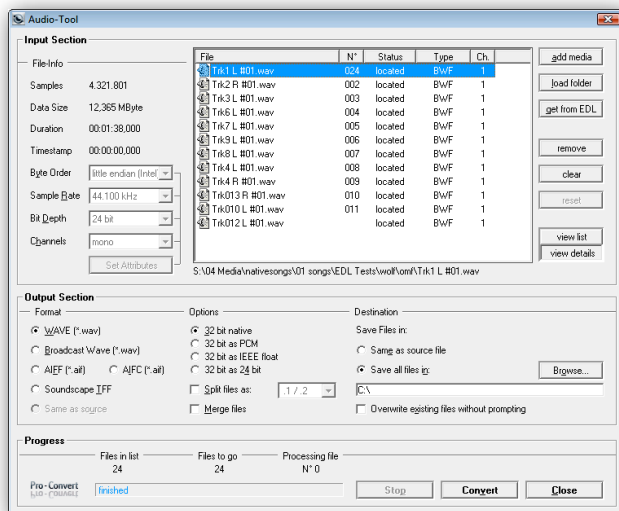 Audio-Tool
Input Section
File-Info
Samples 4.321.801
Data Size 12,365 MByte
Duration 00:01:38,000
Timestamp 00:00:00,000
Byte Order little endian (Intel)
Sample Rate 44.100 kHz
Bit Depth 24 bit
Channels mono
Set Attributes
File N° Status Type Ch.
Trk1 L #01.wav 024 located BWF 1
Trk2 R #01.wav 002 located BWF 1
Trk3 L #01.wav 003 located BWF 1
Trk6 L #01.wav 004 located BWF 1
Trk7 L #01.wav 005 located BWF 1
Trk9 L #01.wav 006 located BWF 1
Trk8 L #01.wav 007 located BWF 1
Trk4 L #01.wav 008 located BWF 1
Trk4 R #01.wav 009 located BWF 1
Trk013 R #01.wav 010 located BWF 1
Trk010 L #01.wav 011 located BWF 1
Trk012 L #01.wav located BWF 1
S:\04 Media\nativesongs\01 songs\EDL Tests\wolf\omf\Trk1 L #01.wav
add media
load folder
get from EDL
remove
clear
reset
view list
view details
Output Section
Format
WAVE (*.wav)
Broadcast Wave (*.wav)
AIFF (*.aif) AIFC (*.aif)
Soundscape TFF
Same as source
Options
32 bit native
32 bit as PCM
32 bit as IEEE float
32 bit as 24 bit
Split files as: .1 / .2
Merge files
Destination
Save Files in:
Same as source file
Save all files in: Browse...
C:\
Overwrite existing files without prompting
Progress
Files in list Files to go Processing file
24 24 N° 0
Pro-Convert finished
Stop Convert Close